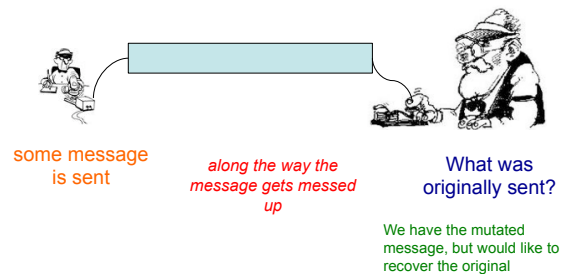 some message
is sent
along the way the
message gets messed
up
What was
originally sent?
We have the mutated
message, but would like to
recover the original